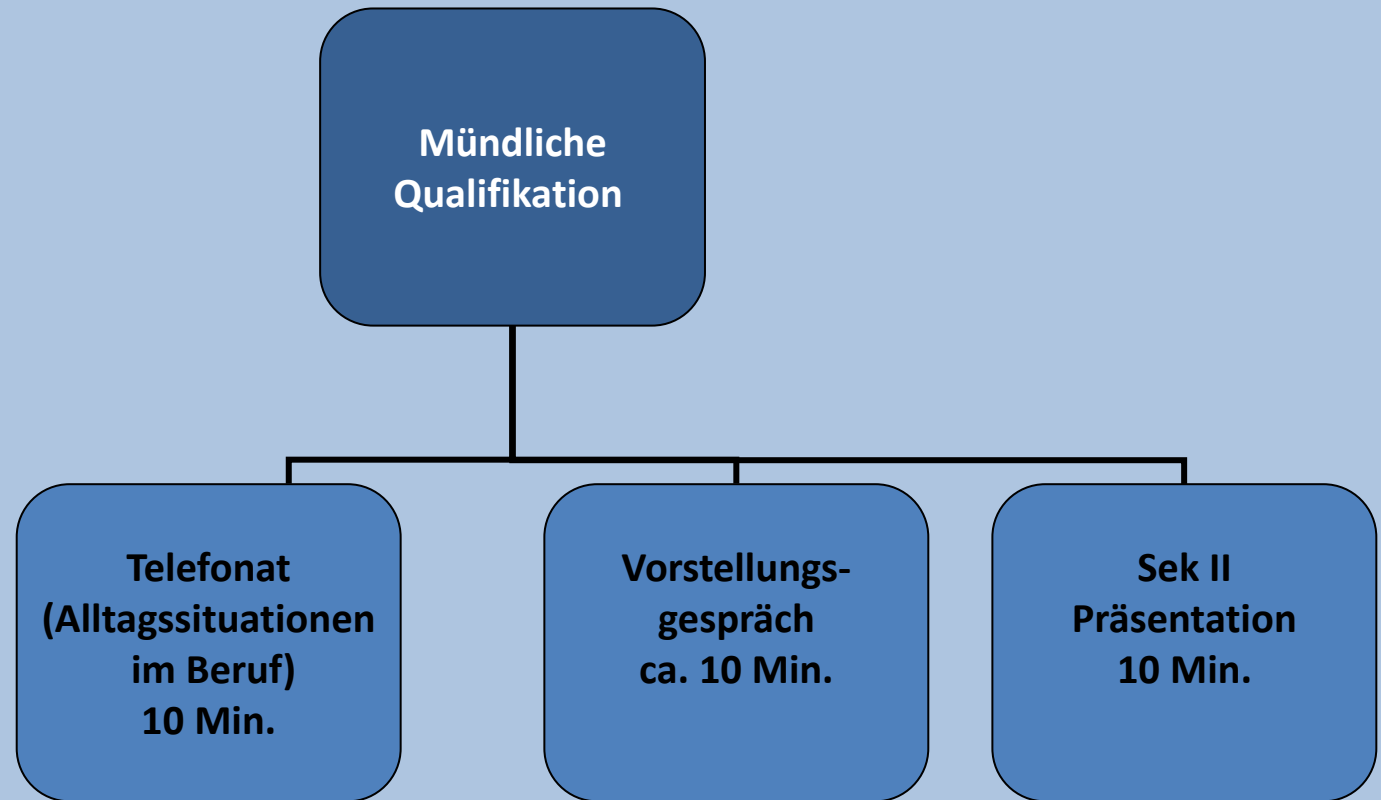 Mündliche
Qualifikation
Telefonat
(Alltagssituationen
im Beruf)
10 Min.
Vorstellungs-
gespräch
ca. 10 Min.
Sek II
Präsentation
10 Min.